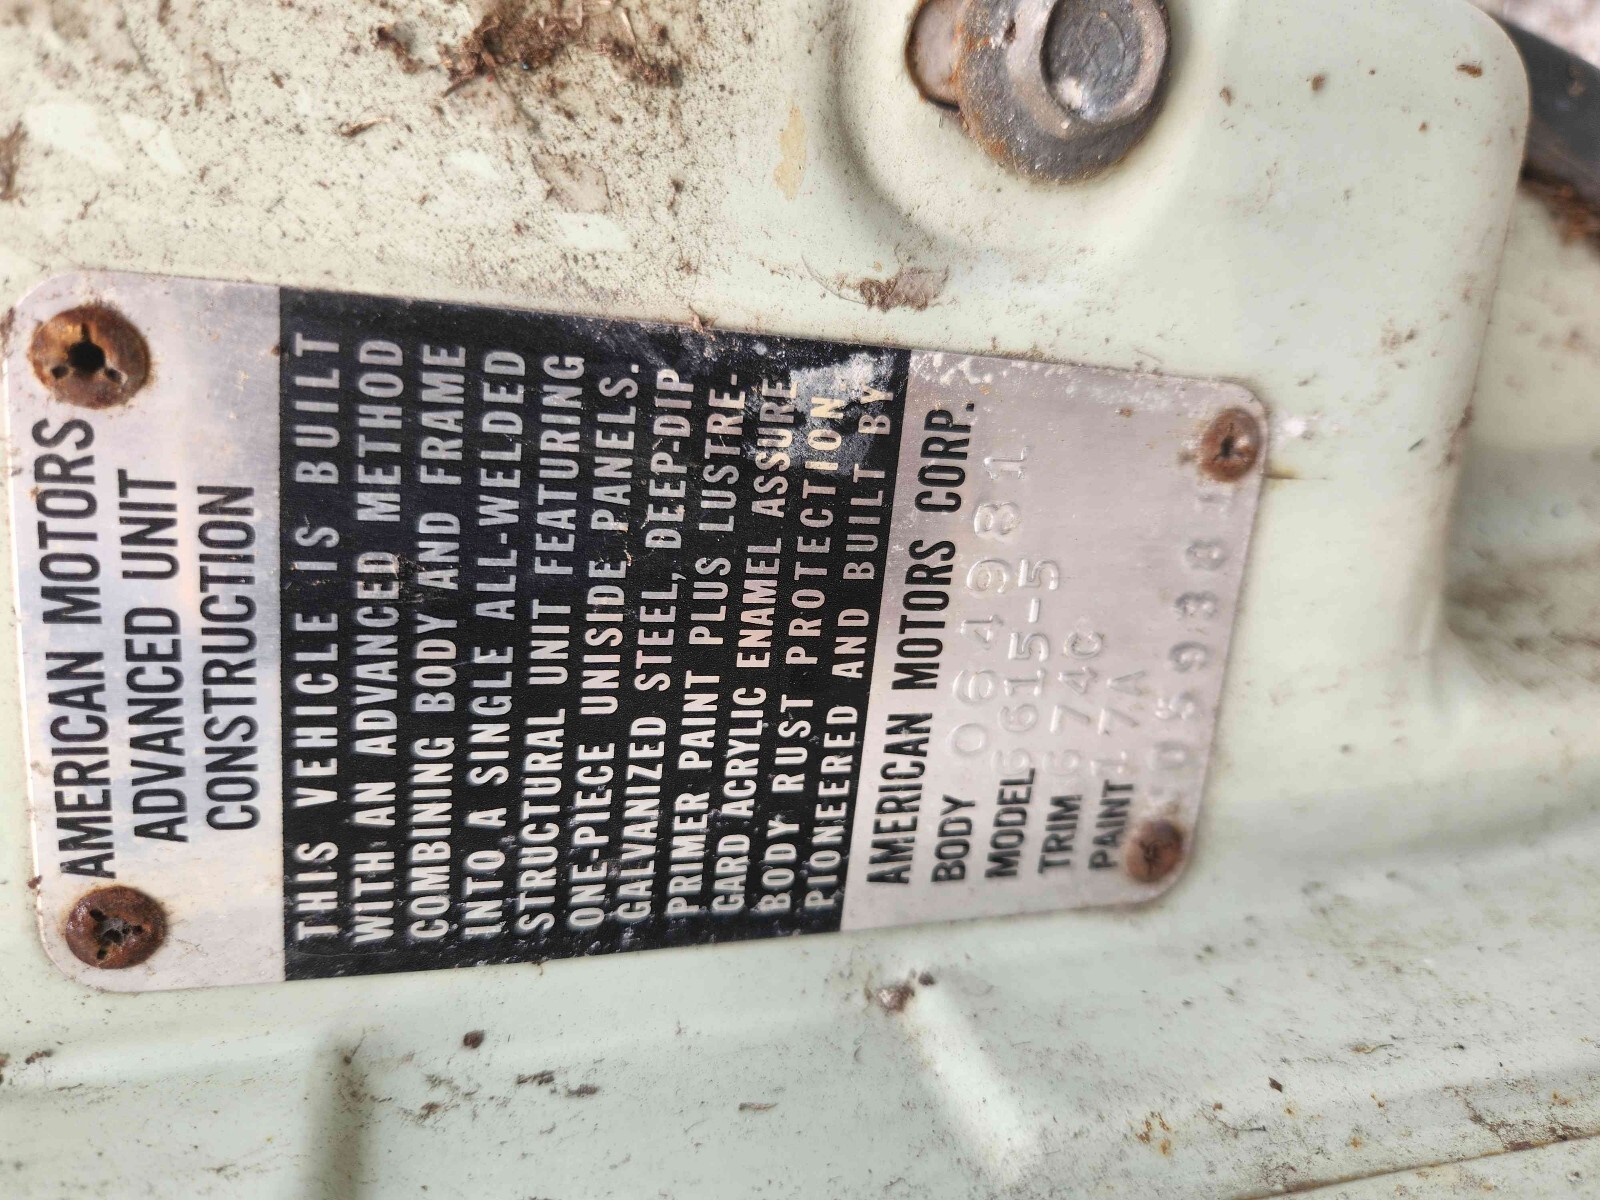 AMERICAN MOTORS
ADVANCED UNIT
CONSTRUCTION
THIS VEHICLE IS BUILT
WITH AN ADVANCED METHOD
COMBINING BODY AND FRAME
INTO A SINGLE ALL-WELDED
STRUCTURAL UNIT FEATURING
ONE-PIECE UNISIDE PANELS.
GALVANIZED STEEL, DEEP-DIP
PRIMER PAINT PLUS LUSTRE-
GARD ACRYLIC ENAMEL ASSURE
BODY RUST PROTECTION.
PIONEERED AND BUILT BY
AMERICAN MOTORS CORP.
BODY 064981
MODEL 6615-5
TRIM 674C
PAINT 17A